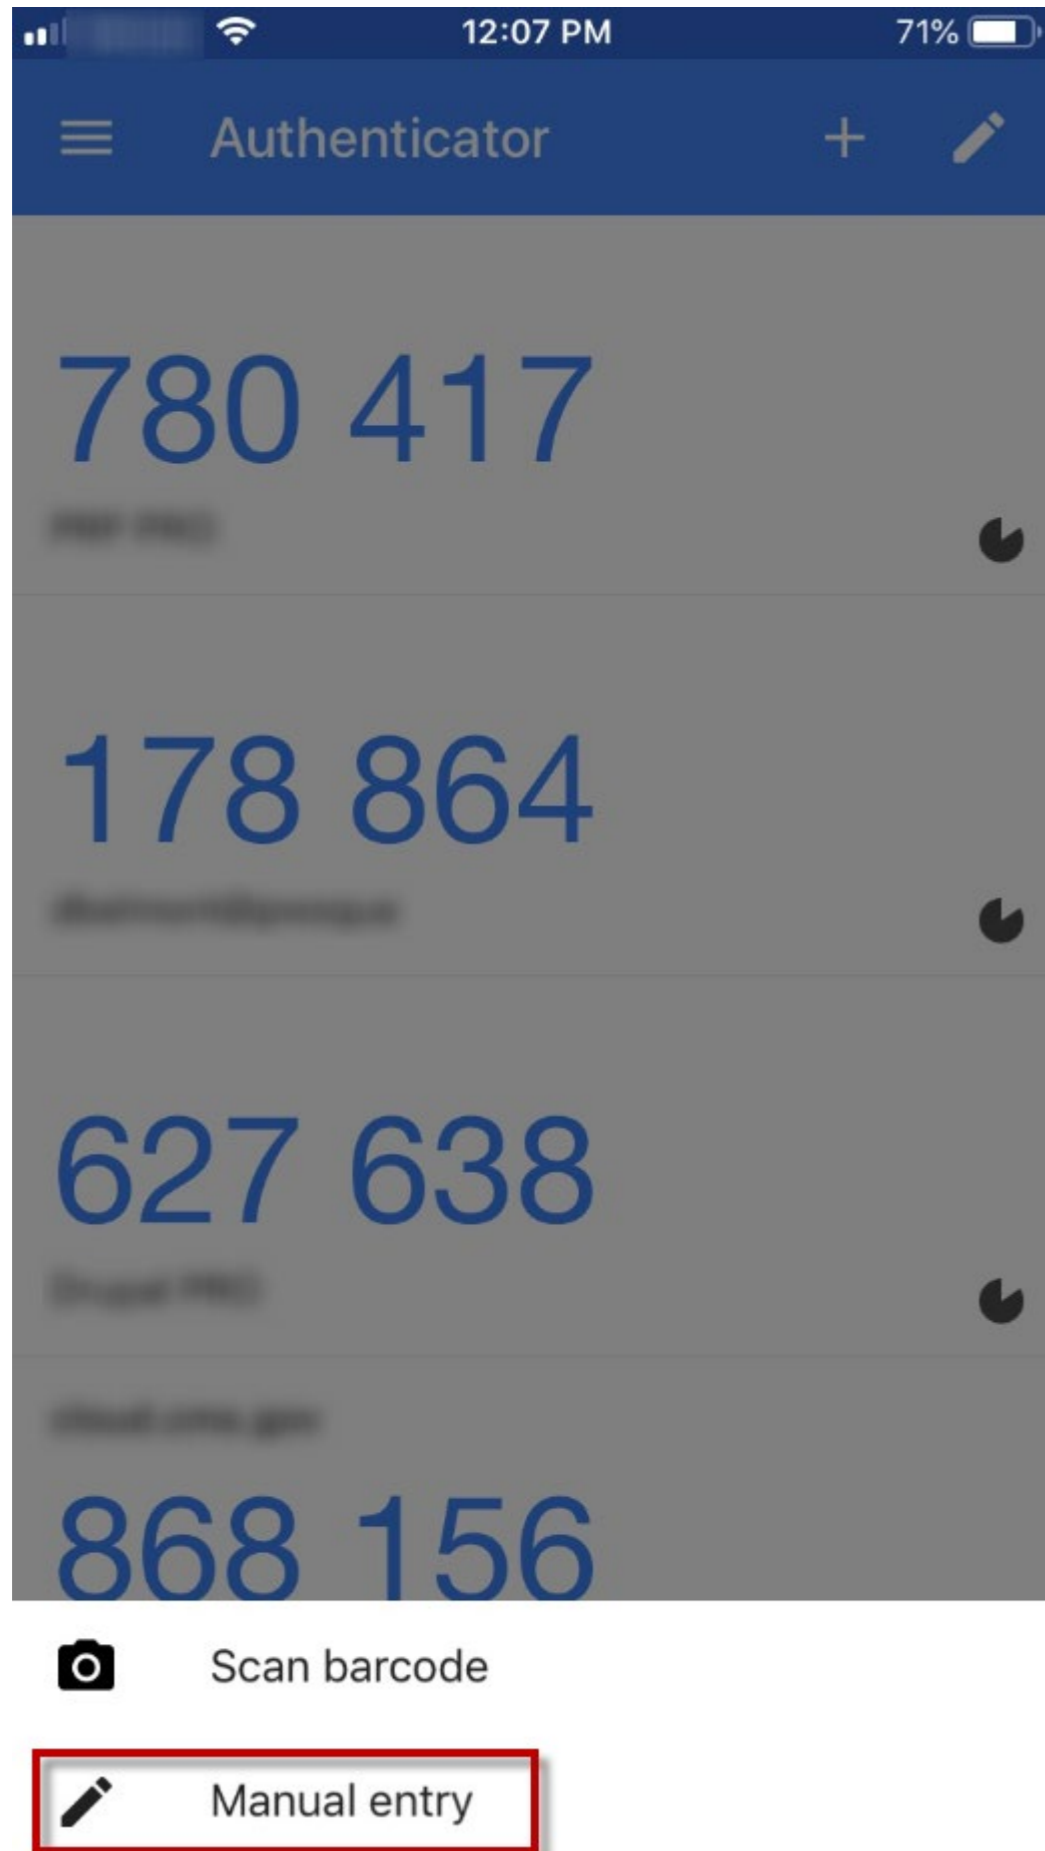 12:07 PM 71%
Authenticator
780 417
178 864
627 638
868 156
Scan barcode
Manual entry